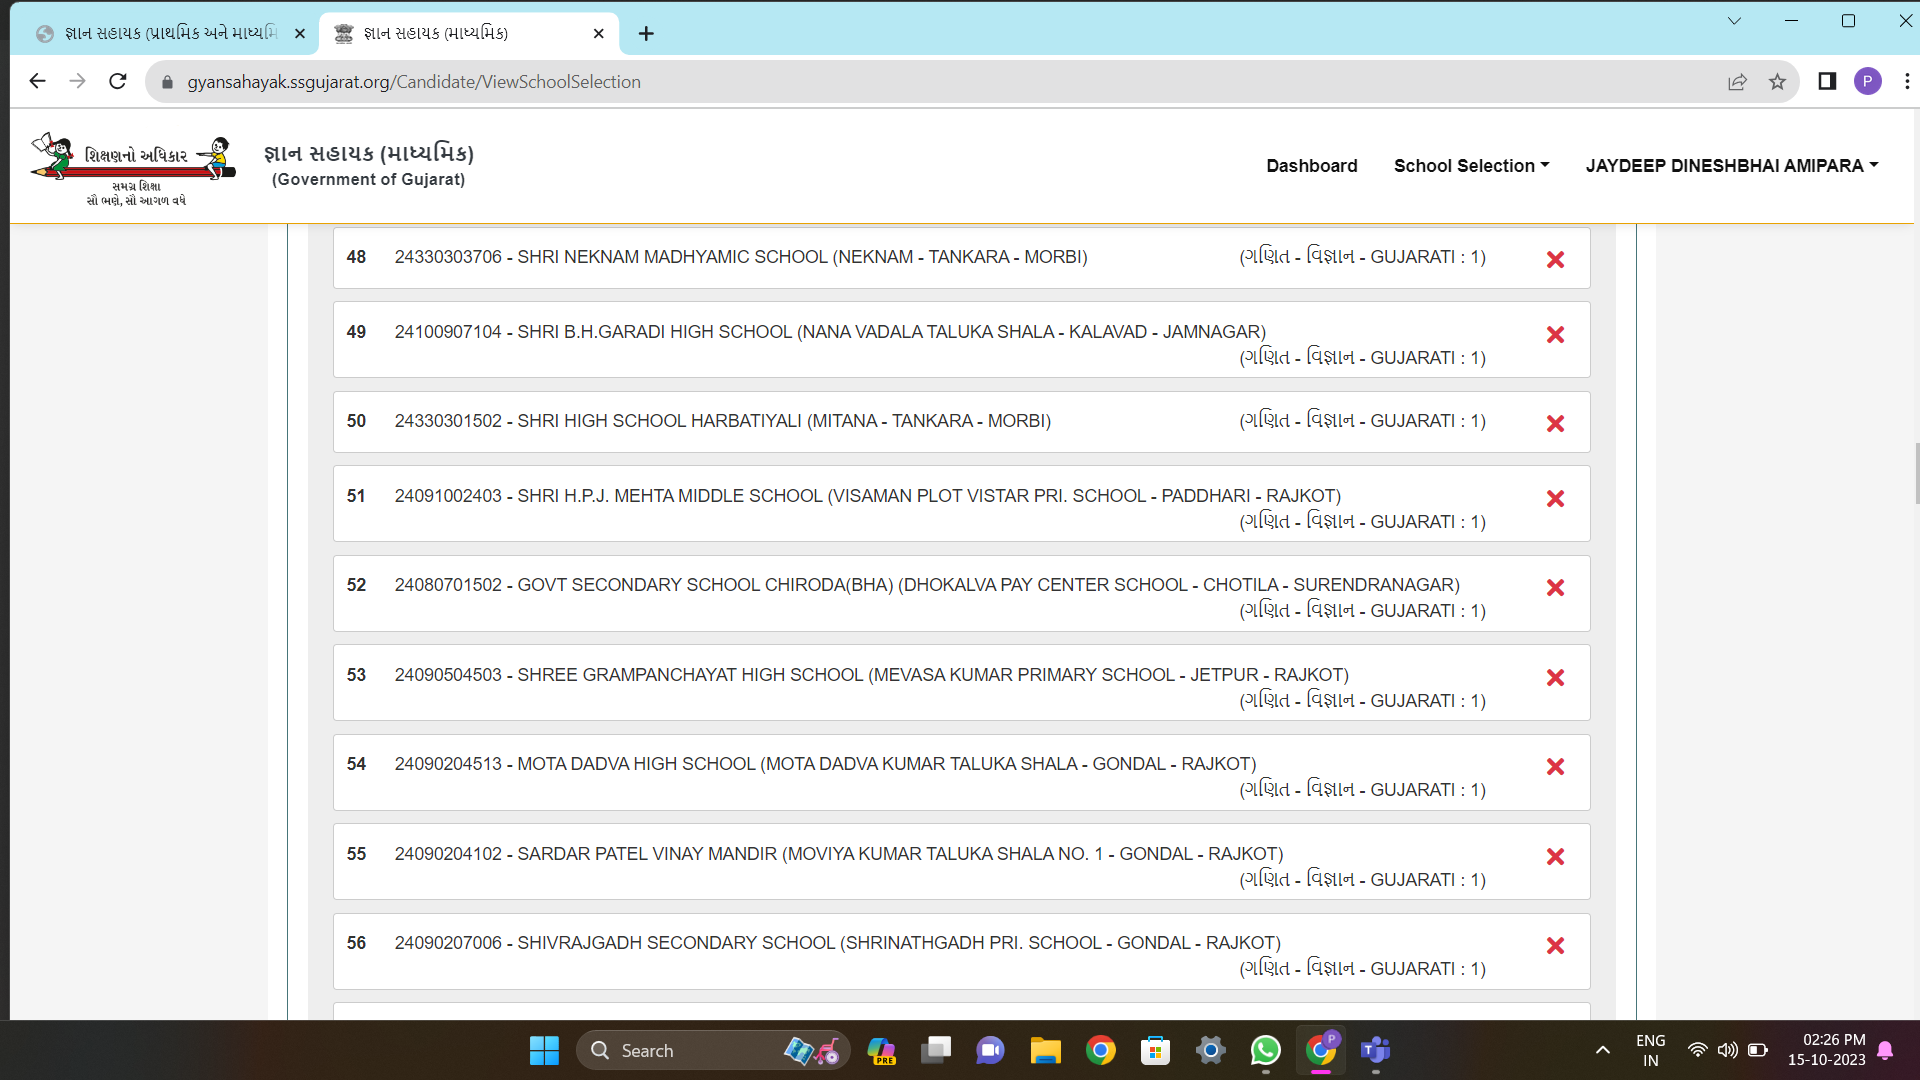 જ્ઞાન સહાયક (પ્રાથમિક અને માધ્યમિ
જ્ઞાન સહાયક (માધ્યમિક)
gyansahayak.ssgujarat.org/Candidate/ViewSchoolSelection
P
શિક્ષણનો અધિકાર
સમગ્ર શિક્ષા
સૌ ભણે, સૌ આગળ વધે
જ્ઞાન સહાયક (માધ્યમિક)
(Government of Gujarat)
Dashboard
School Selection
JAYDEEP DINESHBHAI AMIPARA
48 24330303706 - SHRI NEKNAM MADHYAMIC SCHOOL (NEKNAM - TANKARA - MORBI) (ગણિત - વિજ્ઞાન - GUJARATI : 1)
49 24100907104 - SHRI B.H.GARADI HIGH SCHOOL (NANA VADALA TALUKA SHALA - KALAVAD - JAMNAGAR)
(ગણિત - વિજ્ઞાન - GUJARATI : 1)
50 24330301502 - SHRI HIGH SCHOOL HARBATIYALI (MITANA - TANKARA - MORBI) (ગણિત - વિજ્ઞાન - GUJARATI : 1)
51 24091002403 - SHRI H.P.J. MEHTA MIDDLE SCHOOL (VISAMAN PLOT VISTAR PRI. SCHOOL - PADDHARI - RAJKOT)
(ગણિત - વિજ્ઞાન - GUJARATI : 1)
52 24080701502 - GOVT SECONDARY SCHOOL CHIRODA(BHA) (DHOKALVA PAY CENTER SCHOOL - CHOTILA - SURENDRANAGAR)
(ગણિત - વિજ્ઞાન - GUJARATI : 1)
53 24090504503 - SHREE GRAMPANCHAYAT HIGH SCHOOL (MEVASA KUMAR PRIMARY SCHOOL - JETPUR - RAJKOT)
(ગણિત - વિજ્ઞાન - GUJARATI : 1)
54 24090204513 - MOTA DADVA HIGH SCHOOL (MOTA DADVA KUMAR TALUKA SHALA - GONDAL - RAJKOT)
(ગણિત - વિજ્ઞાન - GUJARATI : 1)
55 24090204102 - SARDAR PATEL VINAY MANDIR (MOVIYA KUMAR TALUKA SHALA NO. 1 - GONDAL - RAJKOT)
(ગણિત - વિજ્ઞાન - GUJARATI : 1)
56 24090207006 - SHIVRAJGADH SECONDARY SCHOOL (SHRINATHGADH PRI. SCHOOL - GONDAL - RAJKOT)
(ગણિત - વિજ્ઞાન - GUJARATI : 1)
Search
PRE
P
ENG
IN
02:26 PM
15-10-2023